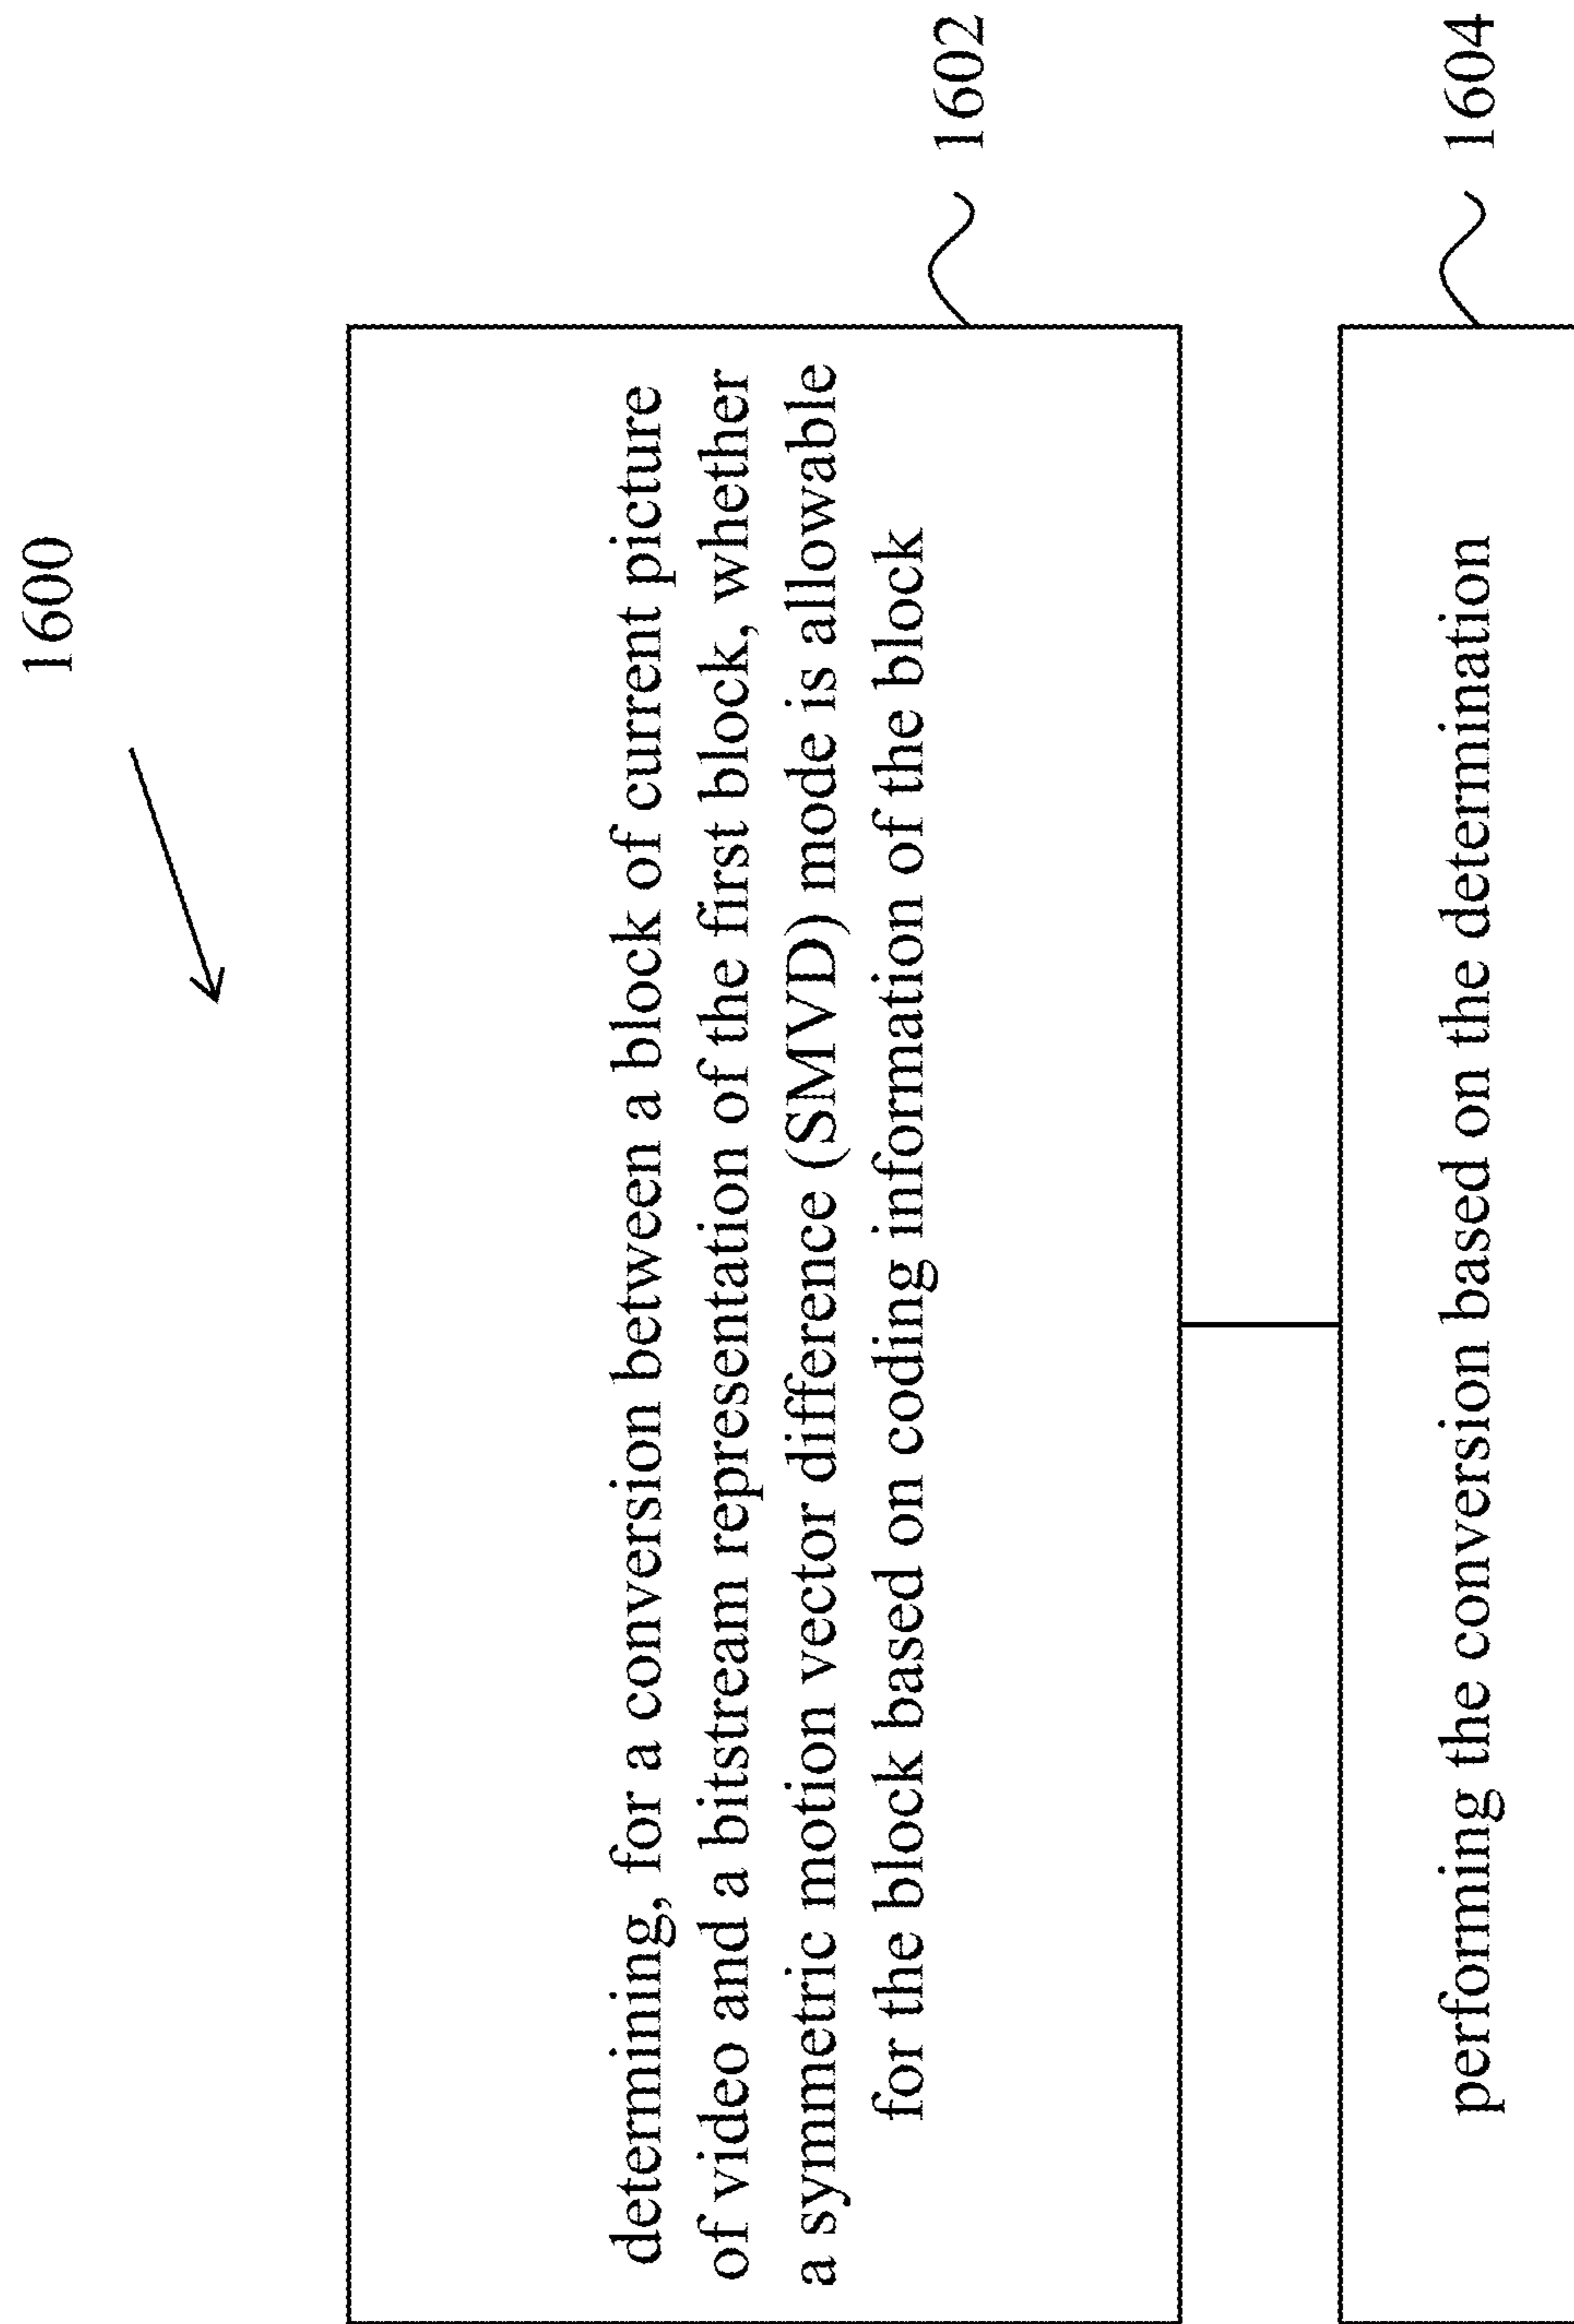 1600
determining, for a conversion between a block of current picture
of video and a bitstream representation of the first block, whether
a symmetric motion vector difference (SMVD) mode is allowable
for the block based on coding information of the block
1602
performing the conversion based on the determination
1604